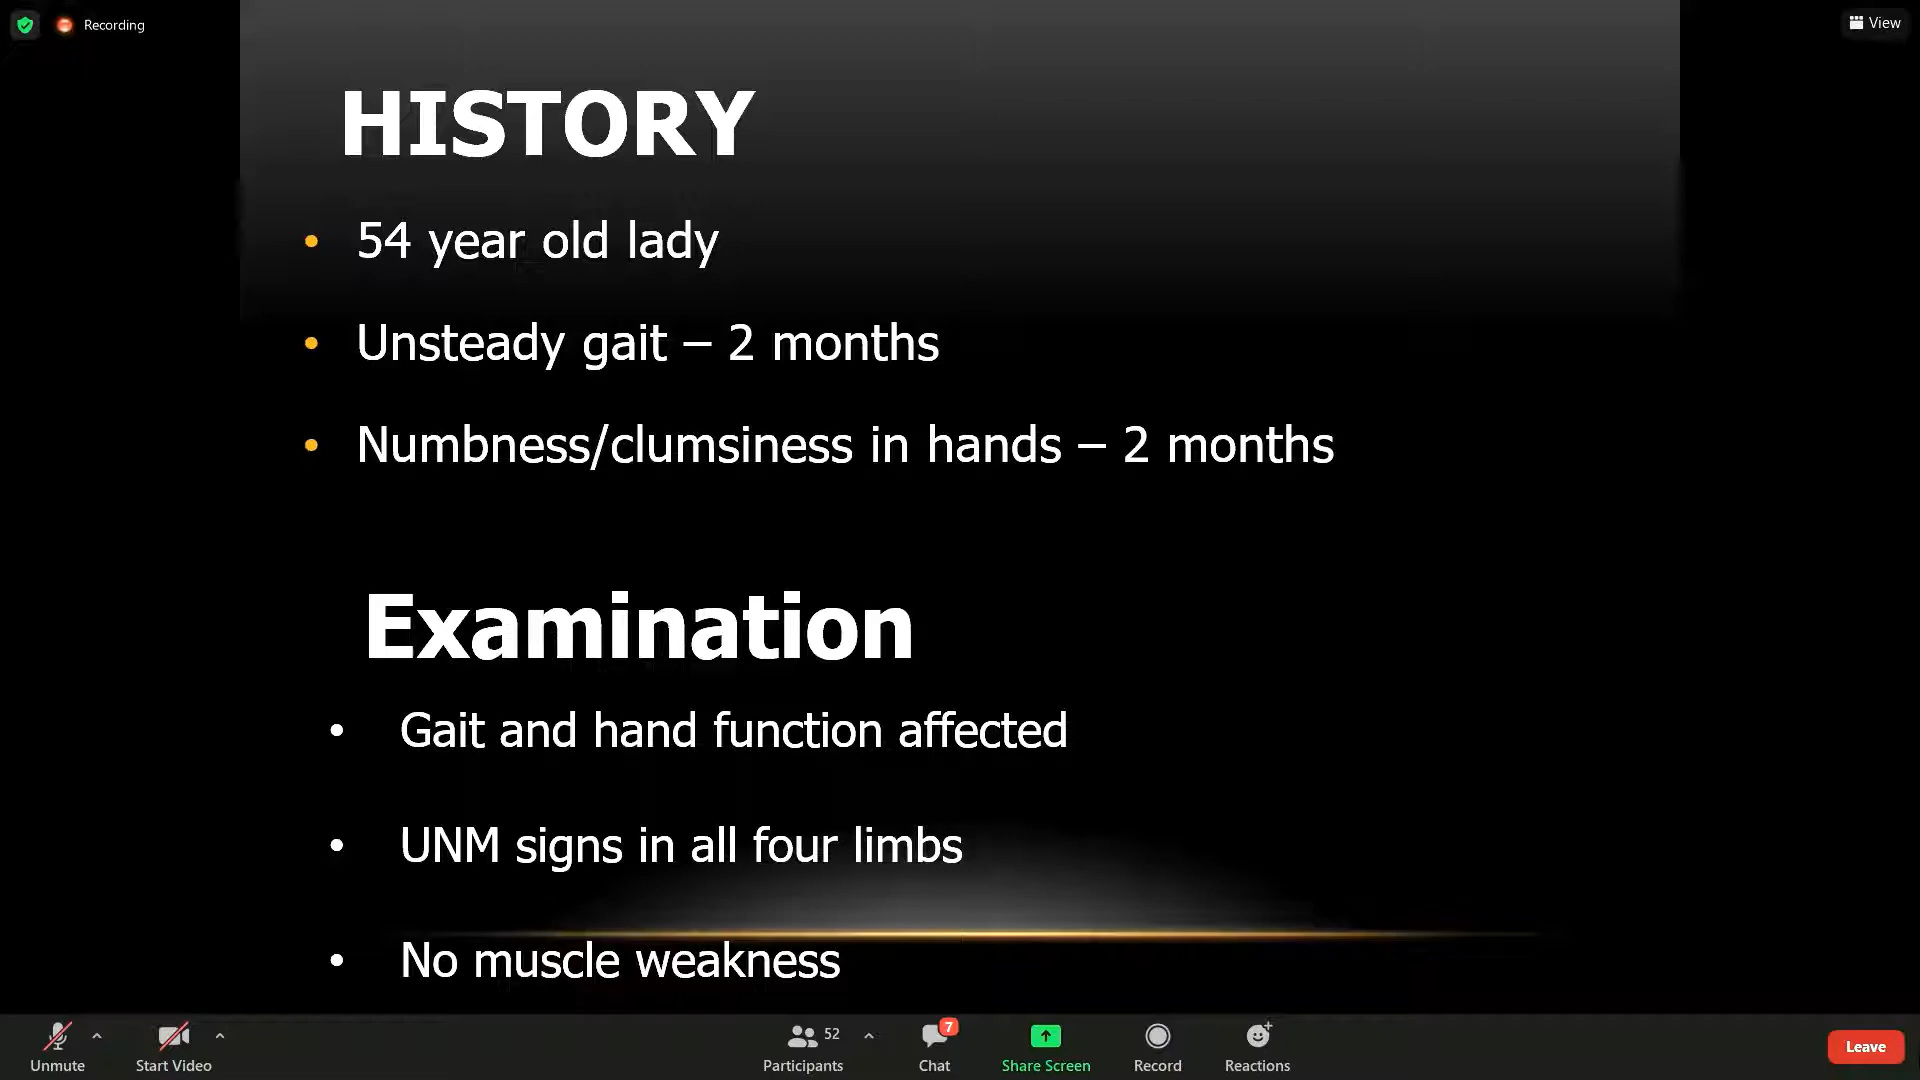 Recording
View
HISTORY
• 54 year old lady
• Unsteady gait – 2 months
• Numbness/clumsiness in hands – 2 months
Examination
• Gait and hand function affected
• UNM signs in all four limbs
• No muscle weakness
Unmute
Start Video
Participants 52
Chat 7
Share Screen
Record
Reactions
Leave